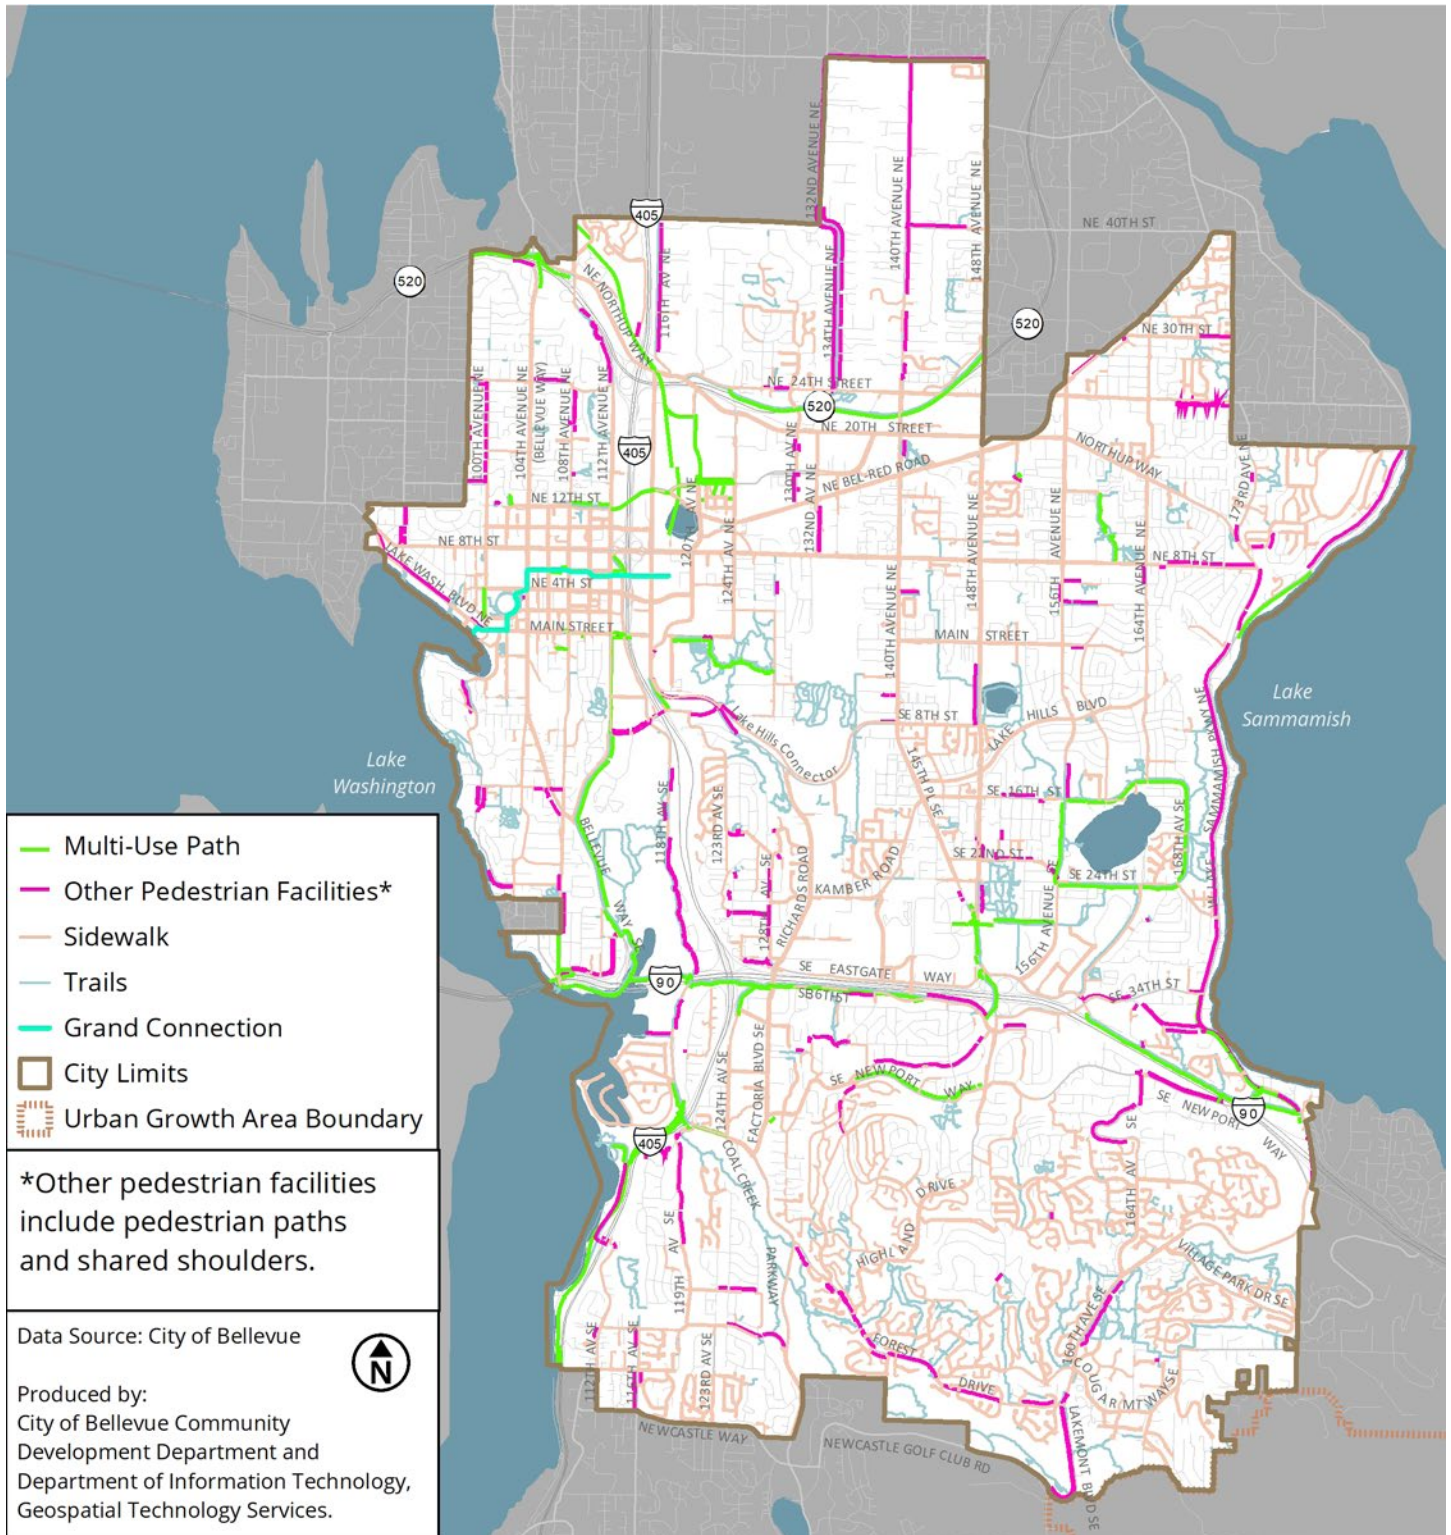 405
132ND AVENUE NE
140TH AVENUE NE
148TH AVENUE NE
NE 40TH ST
520
NE NORTHUP WAY
116TH AV NE
134TH AVENUE NE
520
NE 30TH ST
NE 24TH STREET
520
NE 20TH STREET
100TH AVENUE NE
104TH AVENUE NE
(BELLEVUE WAY)
108TH AVENUE NE
112TH AVENUE NE
405
NE BEL-RED ROAD
NORTHUP WAY
173RD AVE NE
130TH AV NE
132ND AV NE
NE 12TH ST
120TH AV NE
124TH AV NE
NE 8TH ST
NE 8TH ST
LAKE WASH BLVD NE
NE 4TH ST
MAIN STREET
140TH AVENUE NE
148TH AVENUE NE
156TH AVENUE NE
164TH AVENUE NE
MAIN STREET
Lake
Sammamish
SE 8TH ST
LAKE HILLS BLVD
Lake Hills Connector
Lake
Washington
145TH PL SE
SE 16TH ST
W LAKE SAMMAMISH PKWY NE
118TH AV SE
123RD AV SE
BELLEVUE WAY SE
SE 22ND ST
SE 24TH ST
168TH AV SE
128TH AV SE
RICHARDS ROAD
KAMBER ROAD
156TH AVENUE SE
90
SE EASTGATE WAY
SE 34TH ST
124TH AV SE
FACTORIA BLVD SE
SE NEWPORT WAY
SE NEWPORT WAY
90
405
COAL CREEK PARKWAY
HIGHLAND DRIVE
164TH AV SE
VILLAGE PARK DR SE
119TH AV SE
160TH AVE SE
FOREST DRIVE
COUGAR MT WAY SE
112TH AV SE
116TH AV SE
123RD AV SE
LAKEMONT BLVD SE
NEWCASTLE WAY
NEWCASTLE GOLF CLUB RD
Multi-Use Path
Other Pedestrian Facilities*
Sidewalk
Trails
Grand Connection
City Limits
Urban Growth Area Boundary
*Other pedestrian facilities
include pedestrian paths
and shared shoulders.
Data Source: City of Bellevue
N
Produced by:
City of Bellevue Community
Development Department and
Department of Information Technology,
Geospatial Technology Services.